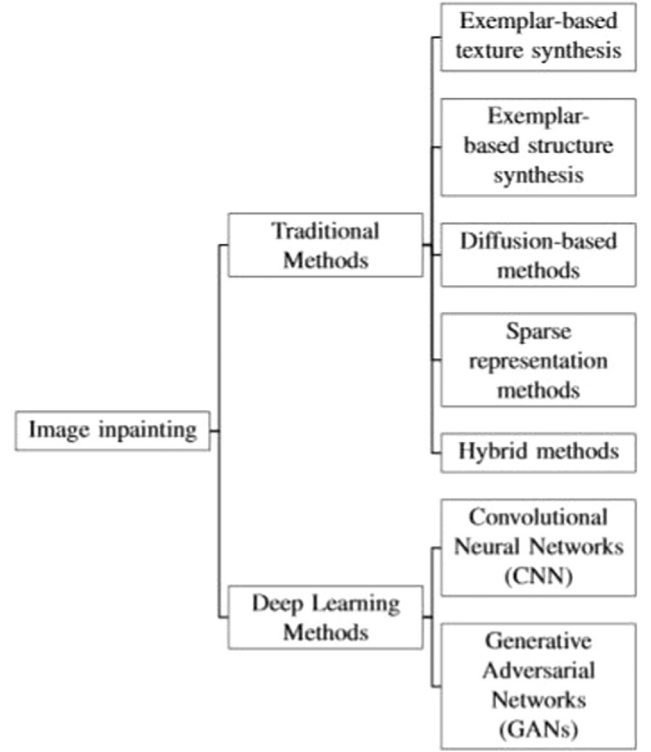 Exemplar-based
texture synthesis
Exemplar-
based structure
synthesis
Traditional
Methods
Diffusion-based
methods
Sparse
representation
methods
Image inpainting
Hybrid methods
Convolutional
Neural Networks
(CNN)
Deep Learning
Methods
Generative
Adversarial
Networks
(GANs)